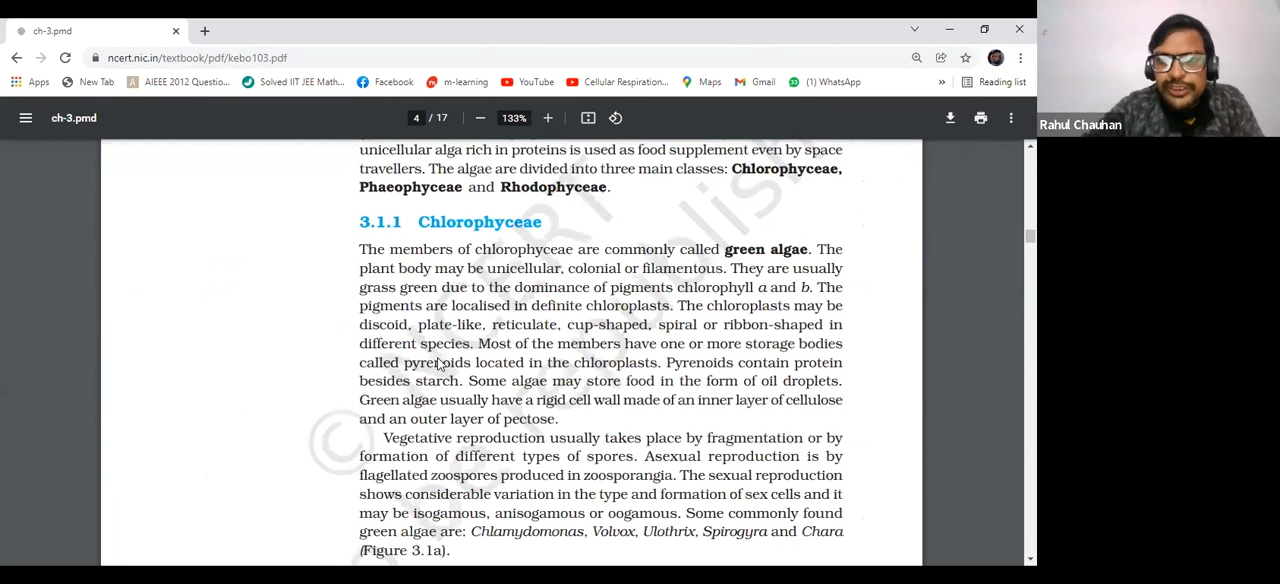 ch-3.pmd
ncert.nic.in/textbook/pdf/kebo103.pdf
Apps New Tab AIEEE 2012 Questio... Solved IIT JEE Math... Facebook m-learning YouTube Cellular Respiration... Maps Gmail (1) WhatsApp » Reading list
ch-3.pmd 4 / 17 133%
Rahul Chauhan
unicellular alga rich in proteins is used as food supplement even by space
travellers. The algae are divided into three main classes: Chlorophyceae,
Phaeophyceae and Rhodophyceae.
3.1.1 Chlorophyceae
The members of chlorophyceae are commonly called green algae. The
plant body may be unicellular, colonial or filamentous. They are usually
grass green due to the dominance of pigments chlorophyll a and b. The
pigments are localised in definite chloroplasts. The chloroplasts may be
discoid, plate-like, reticulate, cup-shaped, spiral or ribbon-shaped in
different species. Most of the members have one or more storage bodies
called pyrenoids located in the chloroplasts. Pyrenoids contain protein
besides starch. Some algae may store food in the form of oil droplets.
Green algae usually have a rigid cell wall made of an inner layer of cellulose
and an outer layer of pectose.
Vegetative reproduction usually takes place by fragmentation or by
formation of different types of spores. Asexual reproduction is by
flagellated zoospores produced in zoosporangia. The sexual reproduction
shows considerable variation in the type and formation of sex cells and it
may be isogamous, anisogamous or oogamous. Some commonly found
green algae are: Chlamydomonas, Volvox, Ulothrix, Spirogyra and Chara
(Figure 3.1a).
© NCERT
be republish